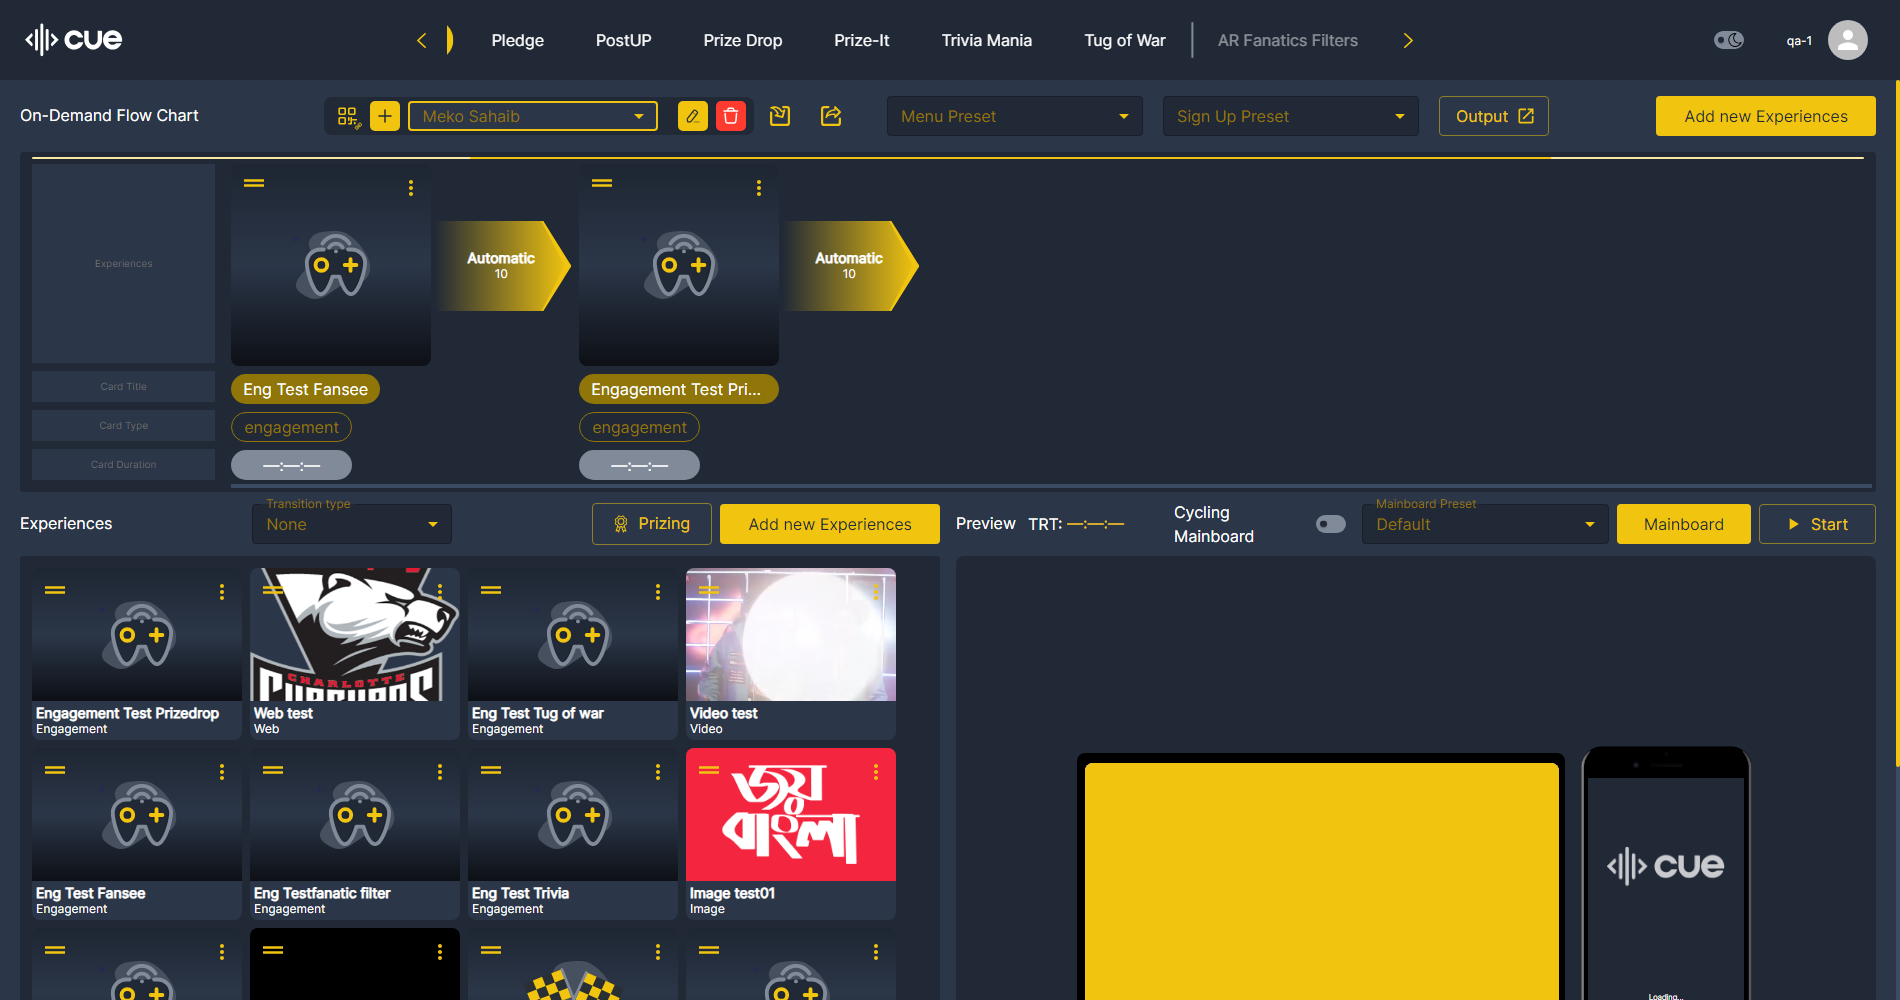 cue
Pledge
PostUP
Prize Drop
Prize-It
Trivia Mania
Tug of War
AR Fanatics Filters
qa-1
On-Demand Flow Chart
Meko Sahaib
Menu Preset
Sign Up Preset
Output
Add new Experiences
Experiences
Automatic
10
Automatic
10
Card Title
Eng Test Fansee
Engagement Test Pri...
Card Type
engagement
engagement
Card Duration
—:—:—
—:—:—
Experiences
Transition type
None
Prizing
Add new Experiences
Preview
TRT: —:—:—
Cycling
Mainboard
Mainboard Preset
Default
Mainboard
Start
CHARLOTTE
Engagement Test Prizedrop
Engagement
Web test
Web
Eng Test Tug of war
Engagement
Video test
Video
জয়
বাংলা
Eng Test Fansee
Engagement
Eng Testfanatic filter
Engagement
Eng Test Trivia
Engagement
Image test01
Image
cue
Loading...